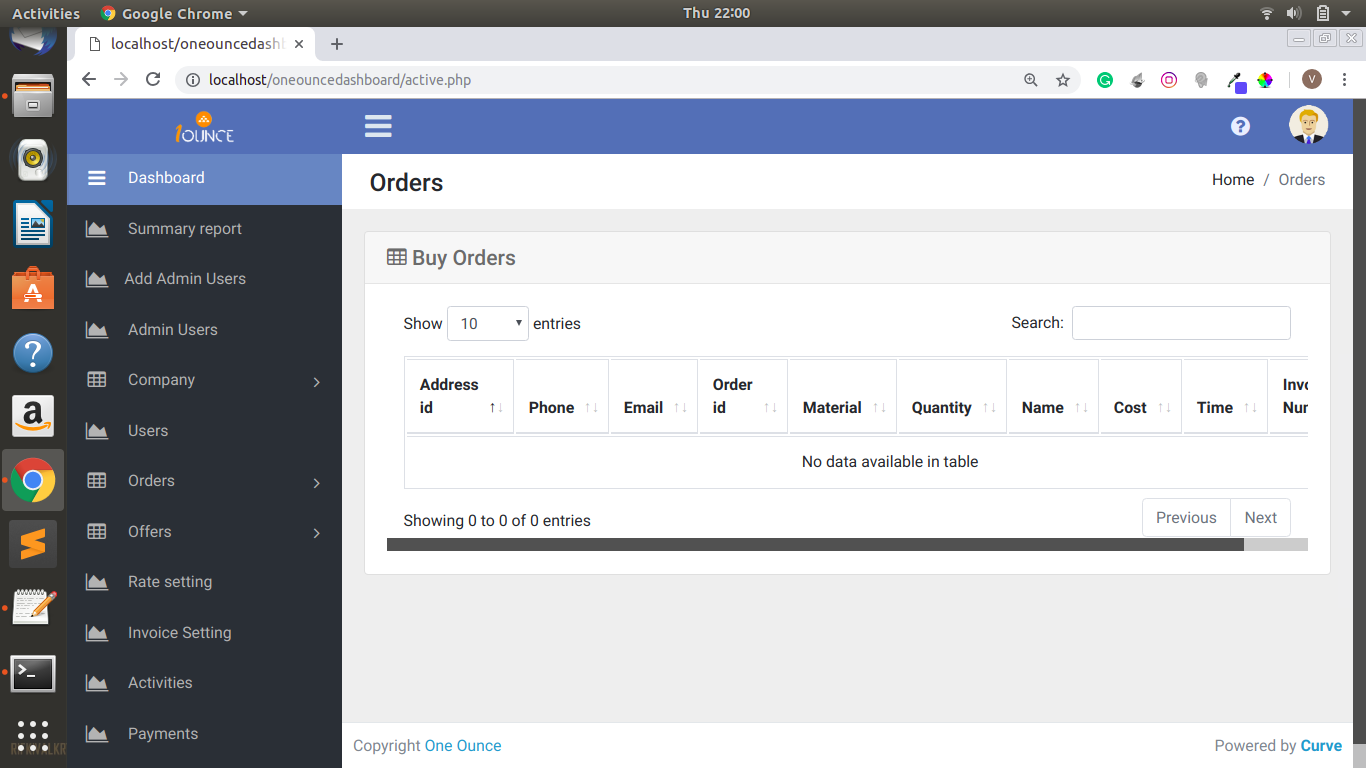 Activities Google Chrome Thu 22:00
localhost/oneouncedashb
localhost/oneouncedashboard/active.php V
1OUNCE
Dashboard
Summary report
Add Admin Users
Admin Users
Company
Users
Orders
Offers
Rate setting
Invoice Setting
Activities
Payments
Orders
Home / Orders
Buy Orders
Show 10 entries
Search:
Address id
Phone
Email
Order id
Material
Quantity
Name
Cost
Time
No data available in table
Showing 0 to 0 of 0 entries
Previous Next
Copyright One Ounce
Powered by Curve